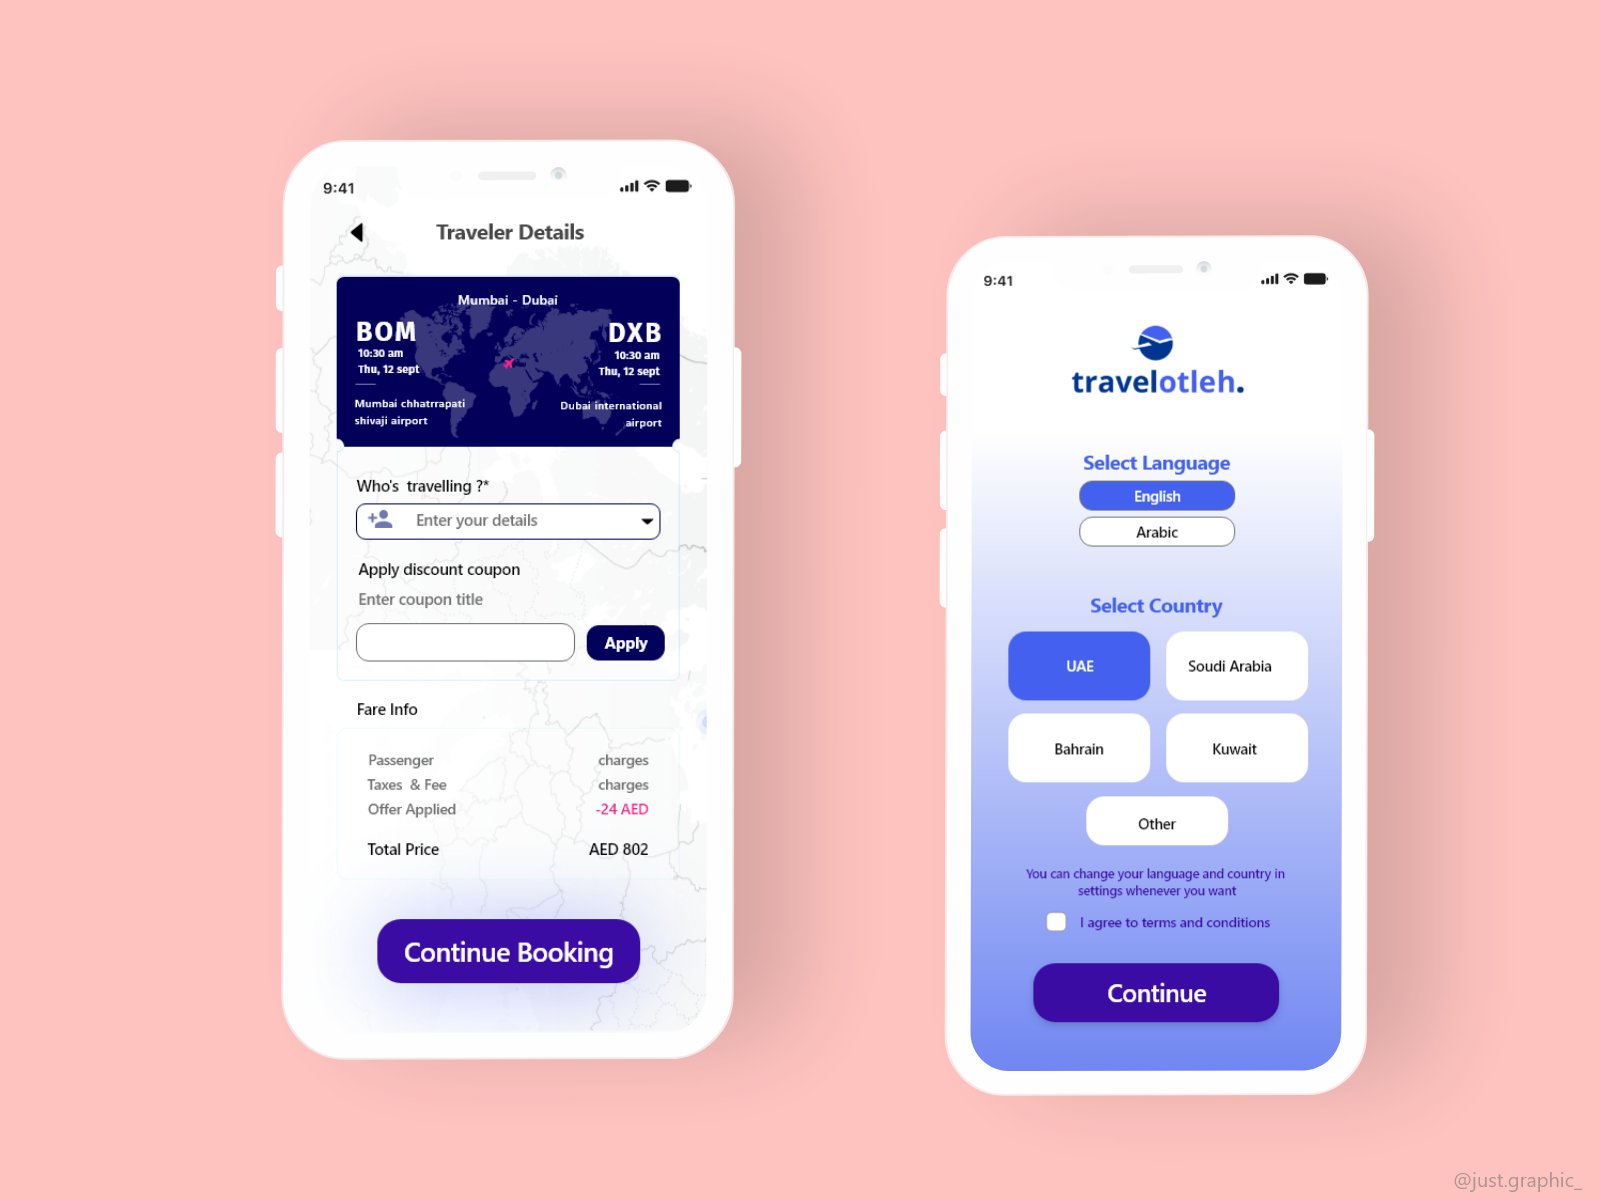 9:41
Traveler Details
Mumbai - Dubai
BOM
10:30 am
Thu, 12 sept
Mumbai chhatrrapati
shivaji airport
DXB
10:30 am
Thu, 12 sept
Dubai international
airport
Who's travelling ?*
Enter your details
Apply discount coupon
Enter coupon title
Apply
Fare Info
Passenger charges
Taxes & Fee charges
Offer Applied -24 AED
Total Price AED 802
Continue Booking
9:41
travelotleh.
Select Language
English
Arabic
Select Country
UAE
Soudi Arabia
Bahrain
Kuwait
Other
You can change your language and country in
settings whenever you want
I agree to terms and conditions
Continue
@just.graphic_